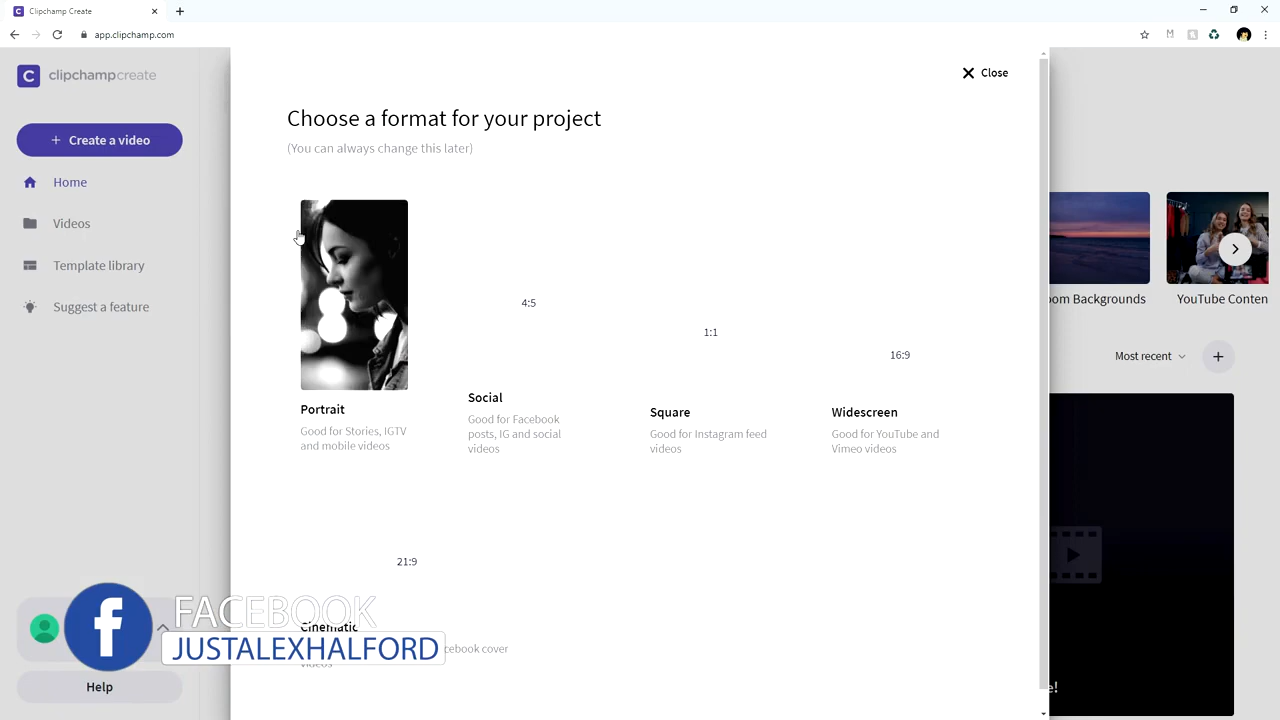 Clipchamp Create
app.clipchamp.com
clipchampcreate
+ Create a video
Home
Videos
Template library
Suggest a feature
Help
Close
Choose a format for your project
(You can always change this later)
Portrait
Good for Stories, IGTV
and mobile videos
4:5
Social
Good for Facebook
posts, IG and social
videos
1:1
Square
Good for Instagram feed
videos
16:9
Widescreen
Good for YouTube and
Vimeo videos
21:9
Cinematic
cebook cover
videos
oom Backgrounds
YouTube Conten
Most recent
e!
FACEBOOK
JUSTALEXHALFORD